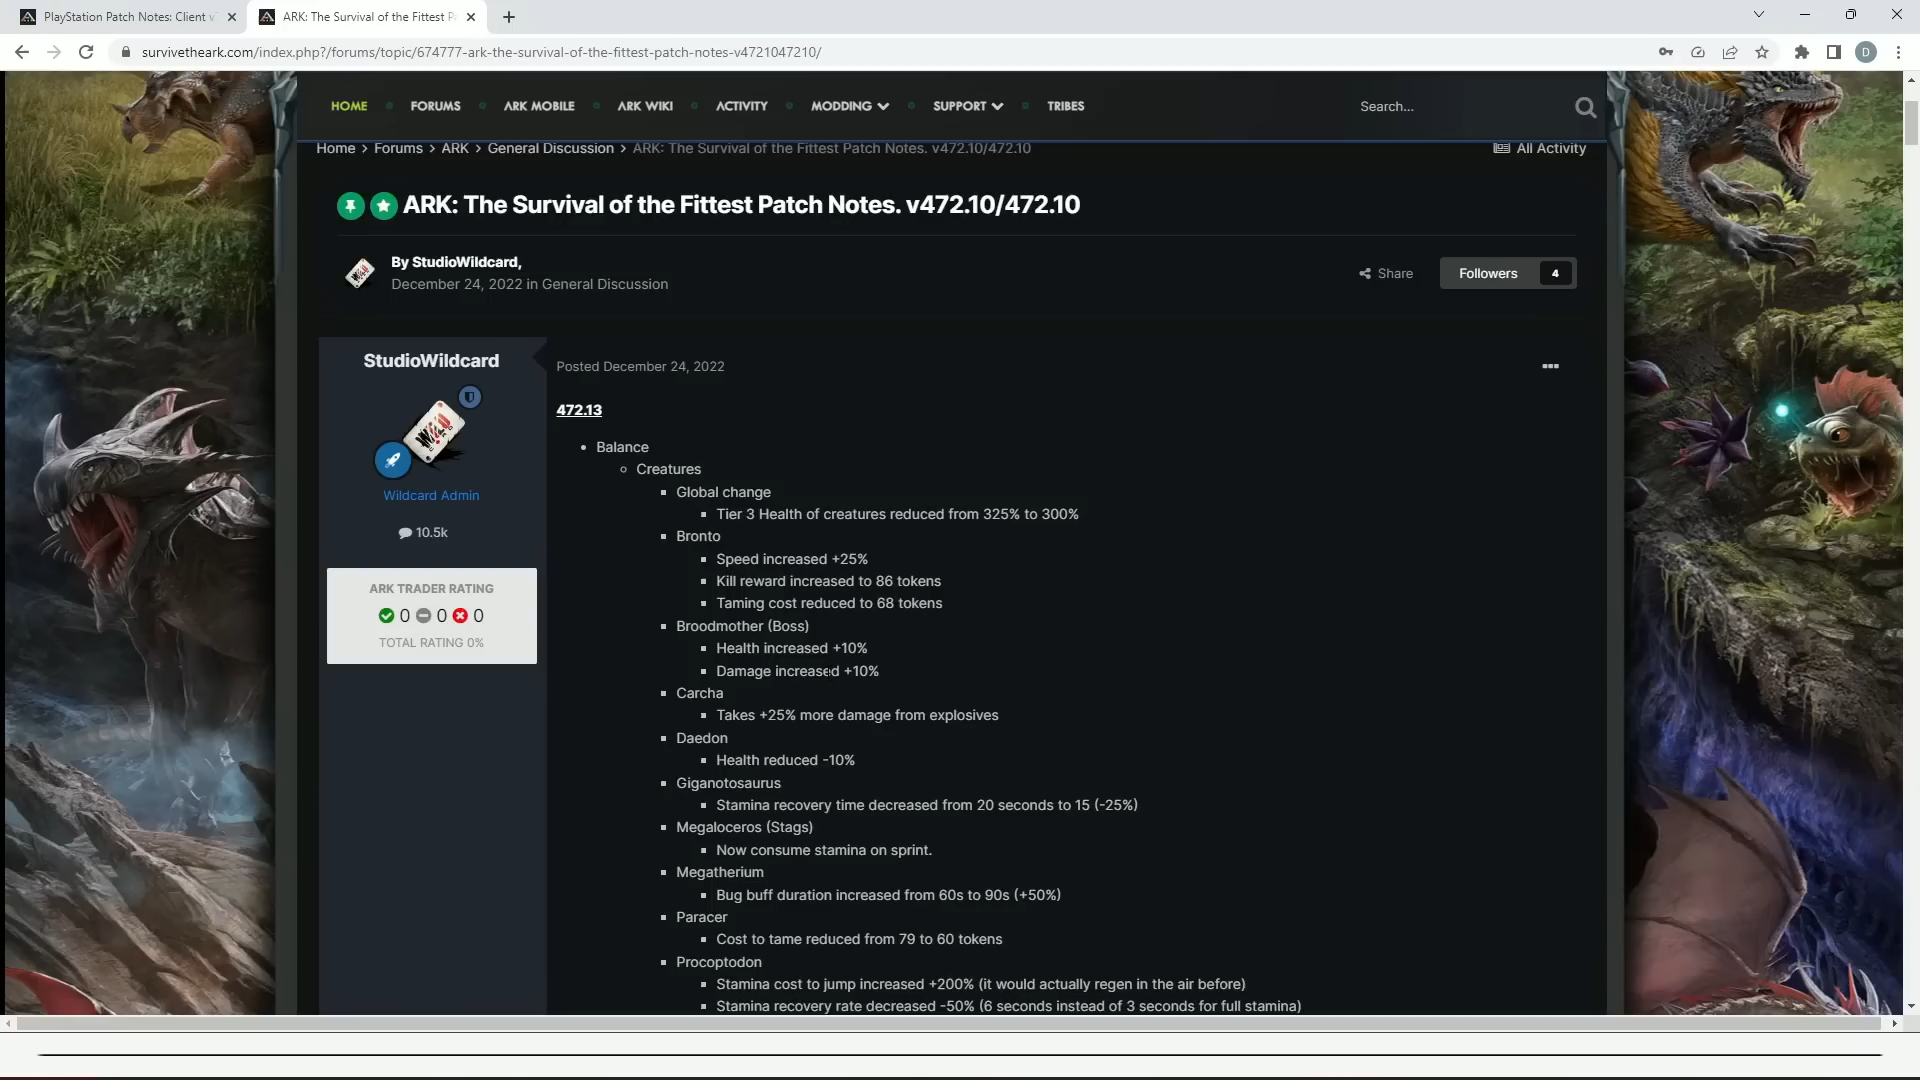 PlayStation Patch Notes: Client v
ARK: The Survival of the Fittest Pa
survivetheark.com/index.php?/forums/topic/674777-ark-the-survival-of-the-fittest-patch-notes-v4721047210/
D
HOME FORUMS ARK MOBILE ARK WIKI ACTIVITY MODDING SUPPORT TRIBES Search...
Home > Forums > ARK > General Discussion > ARK: The Survival of the Fittest Patch Notes. v472.10/472.10 All Activity
ARK: The Survival of the Fittest Patch Notes. v472.10/472.10
By StudioWildcard,
December 24, 2022 in General Discussion
Share Followers 4
StudioWildcard
Wildcard Admin
10.5k
ARK TRADER RATING
0 0 0
TOTAL RATING 0%
Posted December 24, 2022
472.13
Balance
Creatures
Global change
Tier 3 Health of creatures reduced from 325% to 300%
Bronto
Speed increased +25%
Kill reward increased to 86 tokens
Taming cost reduced to 68 tokens
Broodmother (Boss)
Health increased +10%
Damage increased +10%
Carcha
Takes +25% more damage from explosives
Daedon
Health reduced -10%
Giganotosaurus
Stamina recovery time decreased from 20 seconds to 15 (-25%)
Megaloceros (Stags)
Now consume stamina on sprint.
Megatherium
Bug buff duration increased from 60s to 90s (+50%)
Paracer
Cost to tame reduced from 79 to 60 tokens
Procoptodon
Stamina cost to jump increased +200% (it would actually regen in the air before)
Stamina recovery rate decreased -50% (6 seconds instead of 3 seconds for full stamina)